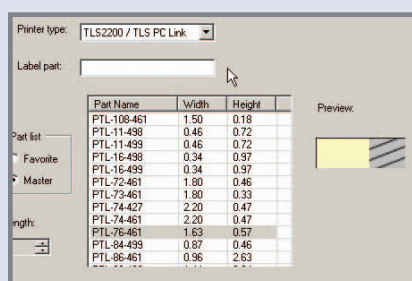 Printer type: TLS2200 / TLS PC Link
Label part:
Part Name Width Height
Preview:
PTL-108-461 1.50 0.18
PTL-11-498 0.46 0.72
PTL-11-499 0.46 0.72
PTL-16-498 0.34 0.97
PTL-16-499 0.34 0.97
PTL-72-461 1.80 0.46
PTL-73-461 1.80 0.33
PTL-74-427 2.20 0.47
PTL-74-461 2.20 0.47
PTL-76-461 1.63 0.57
PTL-84-499 0.87 0.46
PTL-86-461 0.96 2.63
Part list
Favorite
Master
ngth: